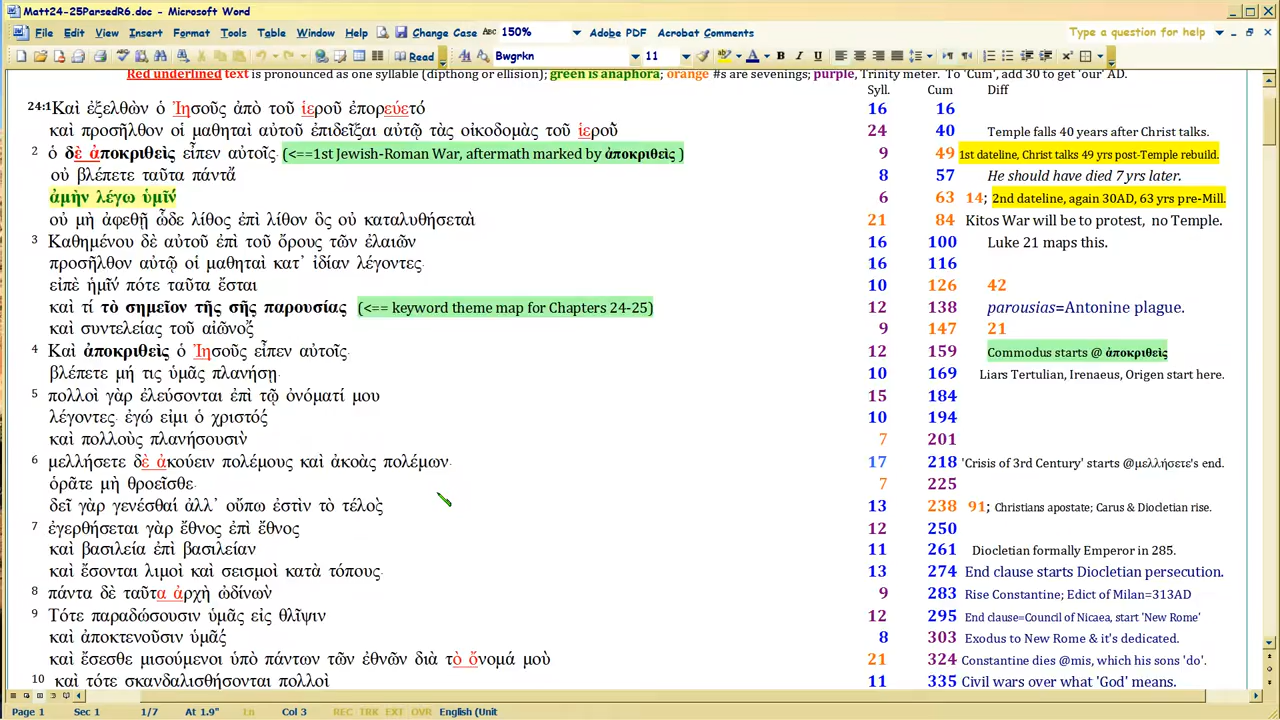 Matt24-25ParsedR6.doc - Microsoft Word
File Edit View Insert Format Tools Table Window Help Change Case 150% Adobe PDF Acrobat Comments Type a question for help
Read Bwgrkn 11
Red underlined text is pronounced as one syllable (dipthong or ellision); green is anaphora; orange #s are sevenings; purple, Trinity meter. To 'Cum', add 30 to get 'our' AD.
Syll. Cum Diff
24:1 Καὶ ἐξελθὼν ὁ Ἰησοῦς ἀπὸ τοῦ ἱεροῦ ἐπορεύετό 16 16
καὶ προσῆλθον οἱ μαθηταὶ αὐτοῦ ἐπιδεῖξαι αὐτῷ τὰς οἰκοδομὰς τοῦ ἱεροῦ 24 40 Temple falls 40 years after Christ talks.
2 ὁ δὲ ἀποκριθεὶς εἶπεν αὐτοῖς· (<==1st Jewish-Roman War, aftermath marked by ἀποκριθεὶς ) 9 49 1st dateline, Christ talks 49 yrs post-Temple rebuild.
οὐ βλέπετε ταῦτα πάντἄ 8 57 He should have died 7 yrs later.
ἀμὴν λέγω ὑμῖν́ 6 63 14; 2nd dateline, again 30AD, 63 yrs pre-Mill.
οὐ μὴ ἀφεθῇ ὧδε λίθος ἐπὶ λίθον ὃς οὐ καταλυθήσεταὶ 21 84 Kitos War will be to protest, no Temple.
3 Καθημένου δὲ αὐτοῦ ἐπὶ τοῦ ὄρους τῶν ἐλαιῶν 16 100 Luke 21 maps this.
προσῆλθον αὐτῷ οἱ μαθηταὶ κατ᾽ ἰδίαν λέγοντες· 16 116
εἰπὲ ἡμῖν́ πότε ταῦτα ἔσται 10 126 42
καὶ τί τὸ σημεῖον τῆς σῆς παρουσίας (<== keyword theme map for Chapters 24-25) 12 138 parousias=Antonine plague.
καὶ συντελείας τοῦ αἰῶνοξ 9 147 21
4 Καὶ ἀποκριθεὶς ὁ Ἰησοῦς εἶπεν αὐτοῖς· 12 159 Commodus starts @ ἀποκριθεὶς
βλέπετε μή τις ὑμᾶς πλανήσῃ· 10 169 Liars Tertulian, Irenaeus, Origen start here.
5 πολλοὶ γὰρ ἐλεύσονται ἐπὶ τῷ ὀνόματί μου 15 184
λέγοντες· ἐγώ εἰμι ὁ χριστός́ 10 194
καὶ πολλοὺς πλανήσουσιν̀ 7 201
6 μελλήσετε δὲ ἀκούειν πολέμους καὶ ἀκοὰς πολέμων· 17 218 'Crisis of 3rd Century' starts @μελλήσετε's end.
ὁρᾶτε μὴ θροεῖσθε· 7 225
δεῖ γὰρ γενέσθαί ἀλλ᾽ οὔπω ἐστὶν τὸ τέλος̀ 13 238 91; Christians apostate; Carus & Diocletian rise.
7 ἐγερθήσεται γὰρ ἔθνος ἐπὶ ἔθνος 12 250
καὶ βασιλεία ἐπὶ βασιλείαν 11 261 Diocletian formally Emperor in 285.
καὶ ἔσονται λιμοὶ καὶ σεισμοὶ κατὰ τόπους· 13 274 End clause starts Diocletian persecution.
8 πάντα δὲ ταῦτα ἀρχὴ ὠδίνων̀ 9 283 Rise Constantine; Edict of Milan=313AD
9 Τότε παραδώσουσιν ὑμᾶς εἰς θλῖψιν 12 295 End clause=Council of Nicaea, start 'New Rome'
καὶ ἀποκτενοῦσιν ὑμᾶς́ 8 303 Exodus to New Rome & it's dedicated.
καὶ ἔσεσθε μισούμενοι ὑπὸ πάντων τῶν ἐθνῶν διὰ τὸ ὄνομά μοὺ 21 324 Constantine dies @mis, which his sons 'do'.
10 καὶ τότε σκανδαλισθήσονται πολλοὶ 11 335 Civil wars over what 'God' means.
Page 1 Sec 1 1/7 At 1.9" Ln Col 3 REC TRK EXT OVR English (Unit